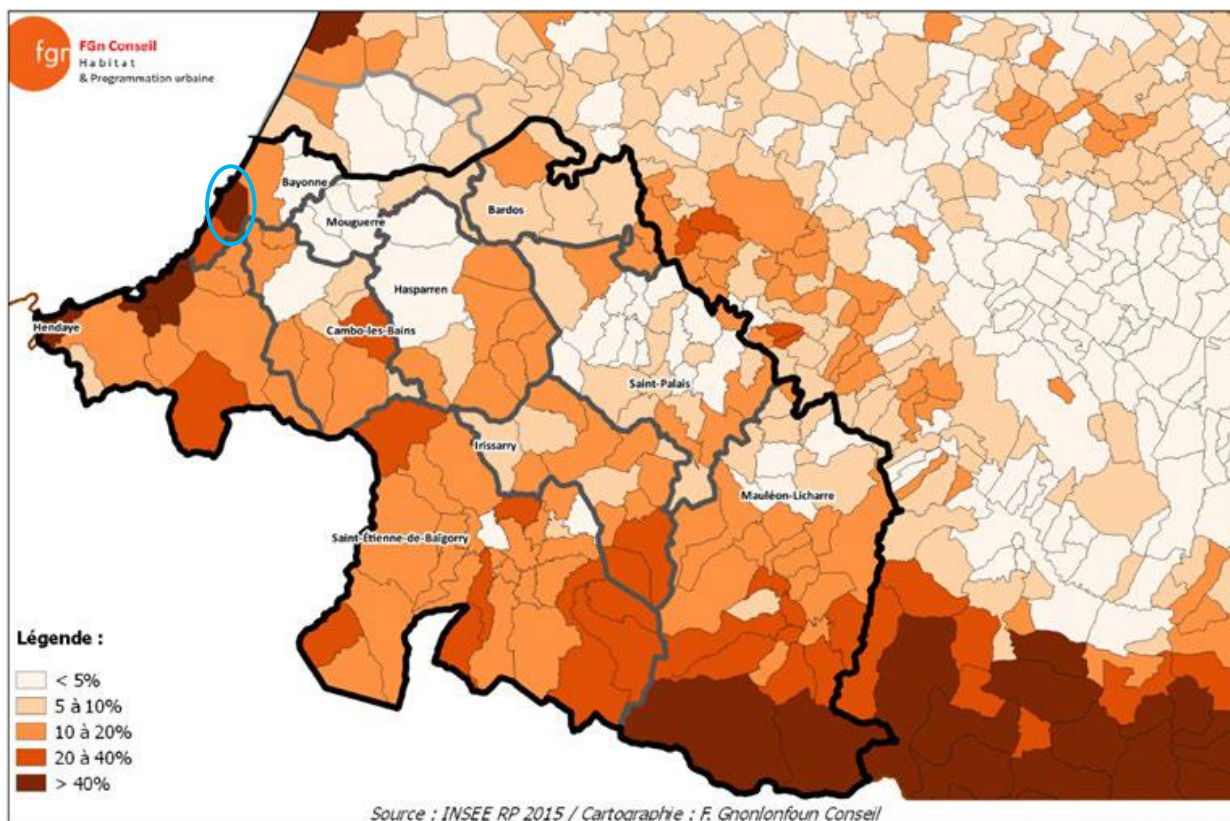 fgn
FGn Conseil
Habitat
& Programmation urbaine
Bayonne
Mouguerre
Bardos
Hasparren
Hendaye
Cambo-les-Bains
Saint-Palais
Irissarry
Mauléon-Licharre
Saint-Étienne-de-Baïgorry
Légende :
< 5%
5 à 10%
10 à 20%
20 à 40%
> 40%
Source : INSEE RP 2015 / Cartographie : F. Gnonlonfoun Conseil